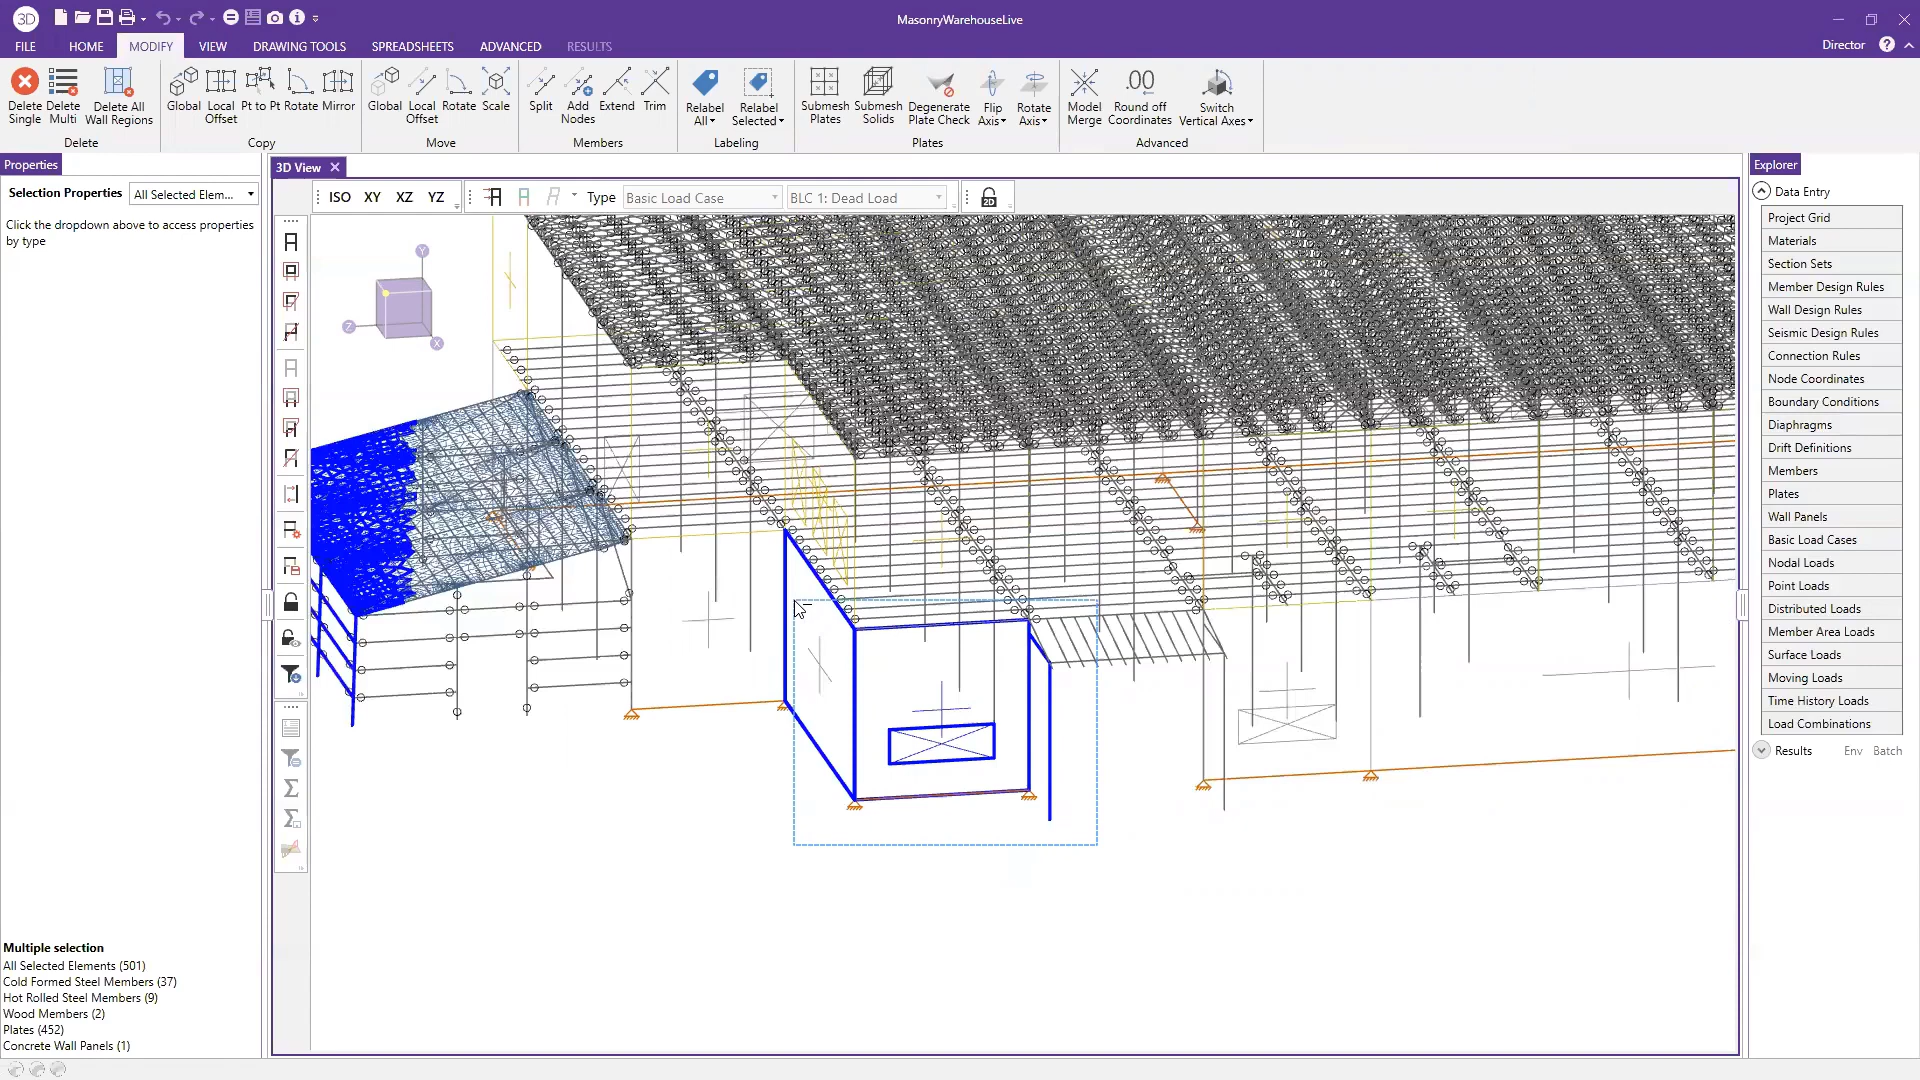 3D
MasonryWarehouseLive
FILE
HOME
MODIFY
VIEW
DRAWING TOOLS
SPREADSHEETS
ADVANCED
RESULTS
Director
Delete Single
Delete Multi
Delete All Wall Regions
Delete
Global
Local Offset
Pt to Pt
Rotate
Mirror
Copy
Global
Local Offset
Rotate
Scale
Move
Split
Add Nodes
Extend
Trim
Members
Relabel All
Relabel Selected
Labeling
Submesh Plates
Submesh Solids
Degenerate Plate Check
Flip Axis
Rotate Axis
Plates
Model Merge
.00
Round off Coordinates
Switch Vertical Axes
Advanced
Properties
Selection Properties
All Selected Elem...
Click the dropdown above to access properties
by type
3D View
ISO
XY
XZ
YZ
Type
Basic Load Case
BLC 1: Dead Load
2D
Y
Z
X
Multiple selection
All Selected Elements (501)
Cold Formed Steel Members (37)
Hot Rolled Steel Members (9)
Wood Members (2)
Plates (452)
Concrete Wall Panels (1)
Explorer
Data Entry
Project Grid
Materials
Section Sets
Member Design Rules
Wall Design Rules
Seismic Design Rules
Connection Rules
Node Coordinates
Boundary Conditions
Diaphragms
Drift Definitions
Members
Plates
Wall Panels
Basic Load Cases
Nodal Loads
Point Loads
Distributed Loads
Member Area Loads
Surface Loads
Moving Loads
Time History Loads
Load Combinations
Results
Env
Batch